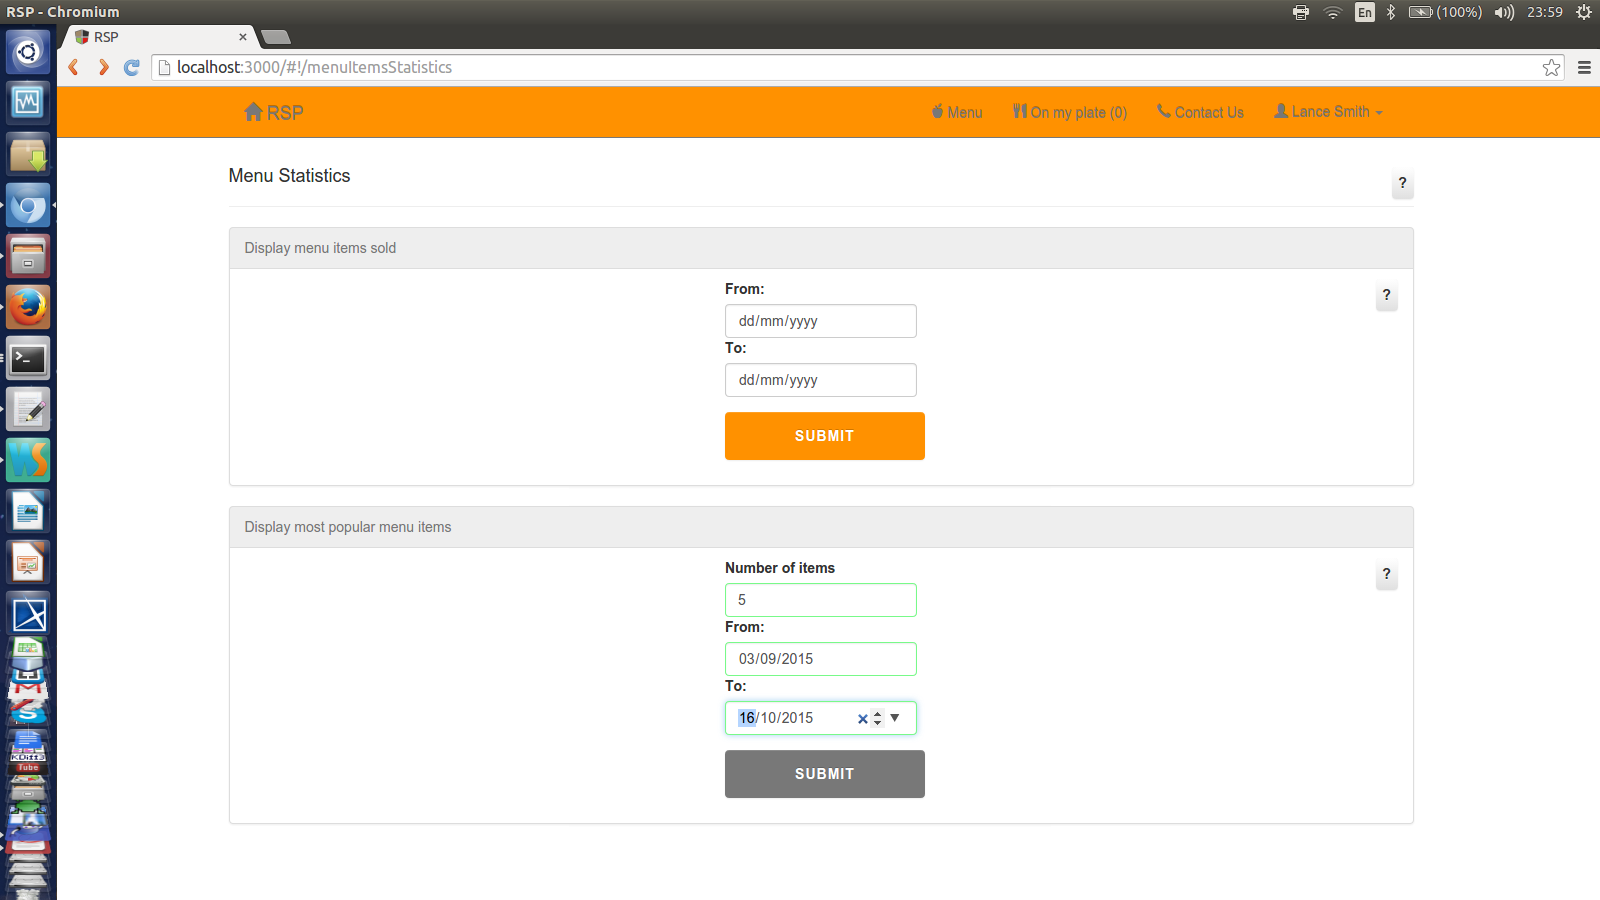 RSP - Chromium
En
(100%)
23:59
RSP
localhost:3000/#!/menuItemsStatistics
RSP
Menu
On my plate (0)
Contact Us
Lance Smith
Menu Statistics
?
Display menu items sold
From:
?
dd/mm/yyyy
To:
dd/mm/yyyy
SUBMIT
Display most popular menu items
Number of items
?
5
From:
03/09/2015
To:
16/10/2015
SUBMIT
KDiff3
Tube